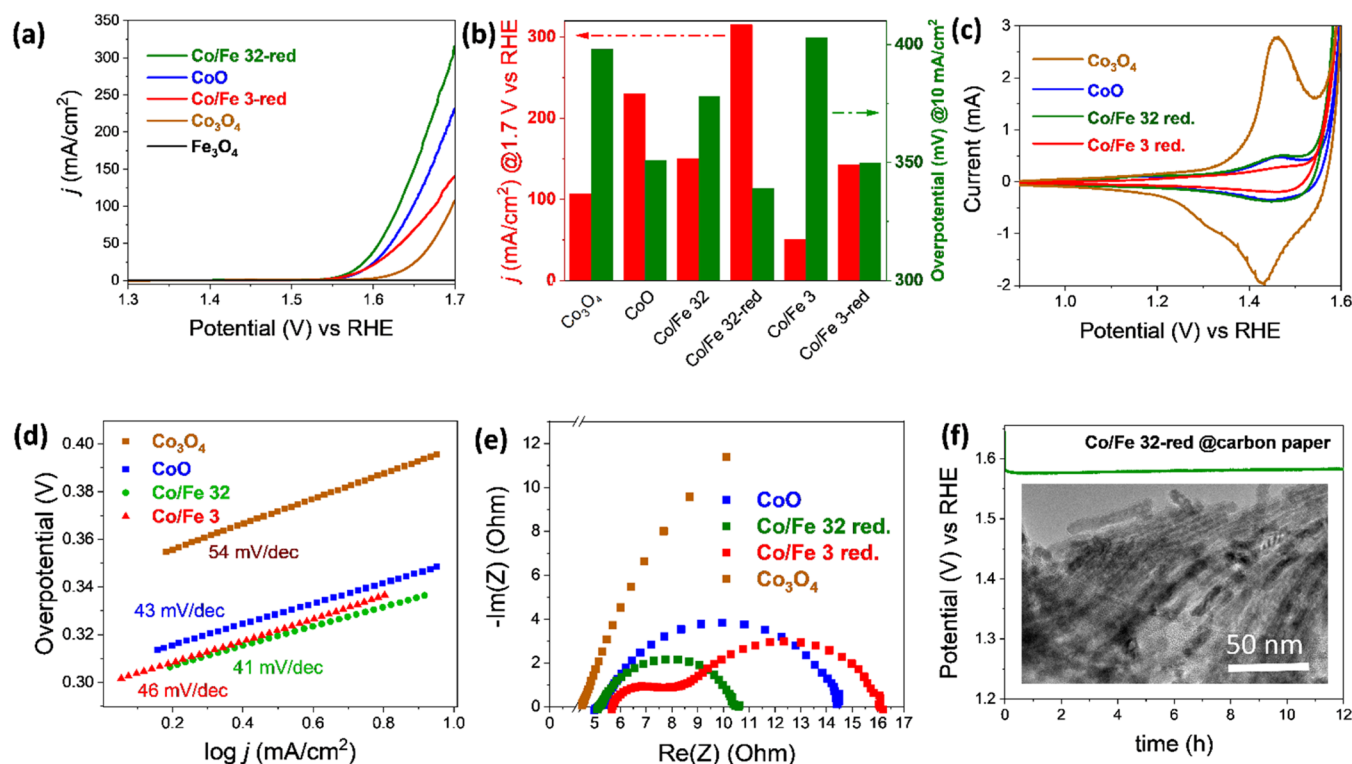 (a)
350
300
250
200
150
100
50
0
j (mA/cm²)
Co/Fe 32-red
CoO
Co/Fe 3-red
Co₃O₄
Fe₃O₄
1.3 1.4 1.5 1.6 1.7
Potential (V) vs RHE
(b)
300
250
200
150
100
50
0
j (mA/cm²) @1.7 V vs RHE
400
350
300
Overpotential (mV) @10 mA/cm²
Co₃O₄
CoO
Co/Fe 32
Co/Fe 32-red
Co/Fe 3
Co/Fe 3-red
(c)
3
2
1
0
-1
-2
Current (mA)
Co₃O₄
CoO
Co/Fe 32 red.
Co/Fe 3 red.
1.0 1.2 1.4 1.6
Potential (V) vs RHE
(d)
0.40
0.38
0.36
0.34
0.32
0.30
Overpotential (V)
Co₃O₄
CoO
Co/Fe 32
Co/Fe 3
54 mV/dec
43 mV/dec
41 mV/dec
46 mV/dec
0.2 0.4 0.6 0.8 1.0
log j (mA/cm²)
(e)
12
10
8
6
4
2
0
-Im(Z) (Ohm)
CoO
Co/Fe 32 red.
Co/Fe 3 red.
Co₃O₄
5 6 7 8 9 10 11 12 13 14 15 16 17
Re(Z) (Ohm)
(f)
1.6
1.5
1.4
1.3
1.2
Potential (V) vs RHE
Co/Fe 32-red @carbon paper
50 nm
0 2 4 6 8 10 12
time (h)